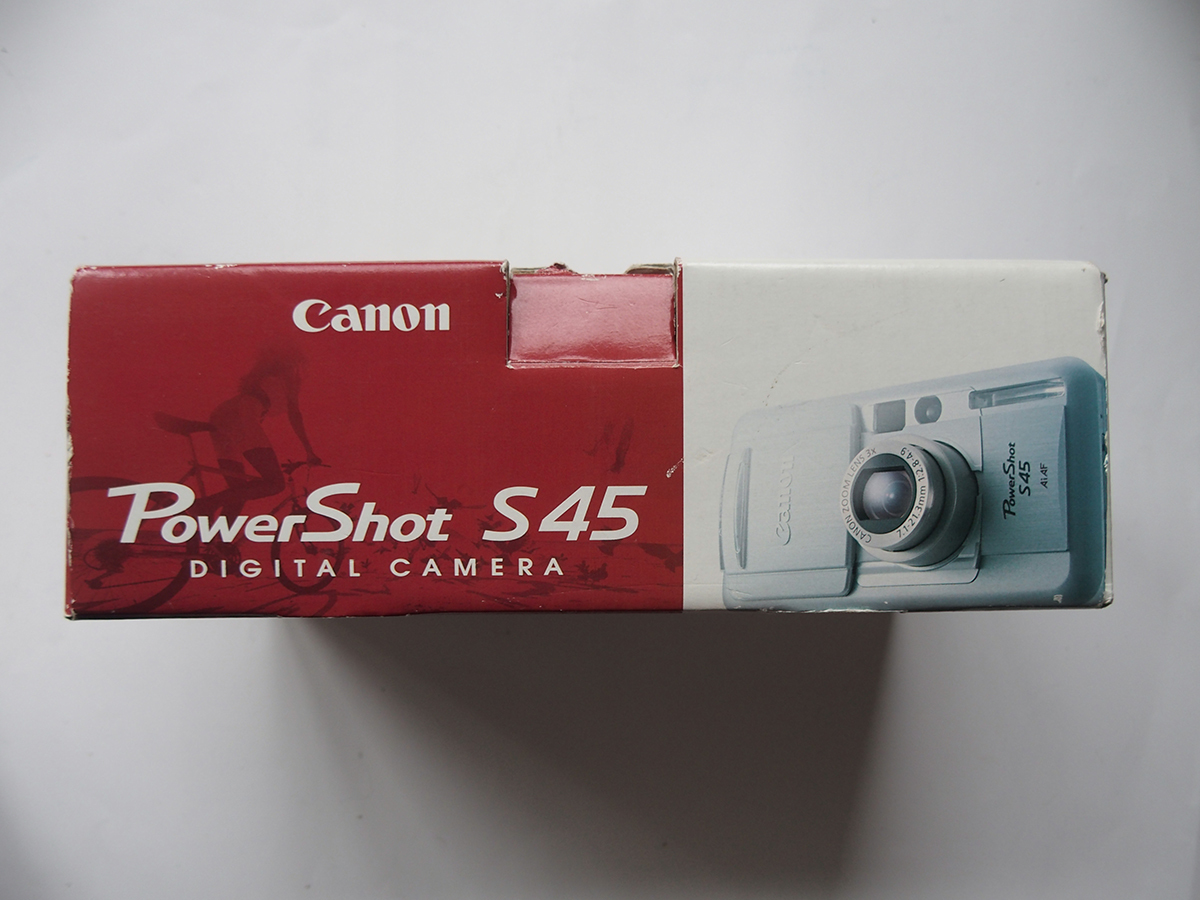 Canon
PowerShot S45
DIGITAL CAMERA
Canon
CANON ZOOM LENS 3x
7.1-21.3mm 1:2.8-4.9
PowerShot
S45
AiAF